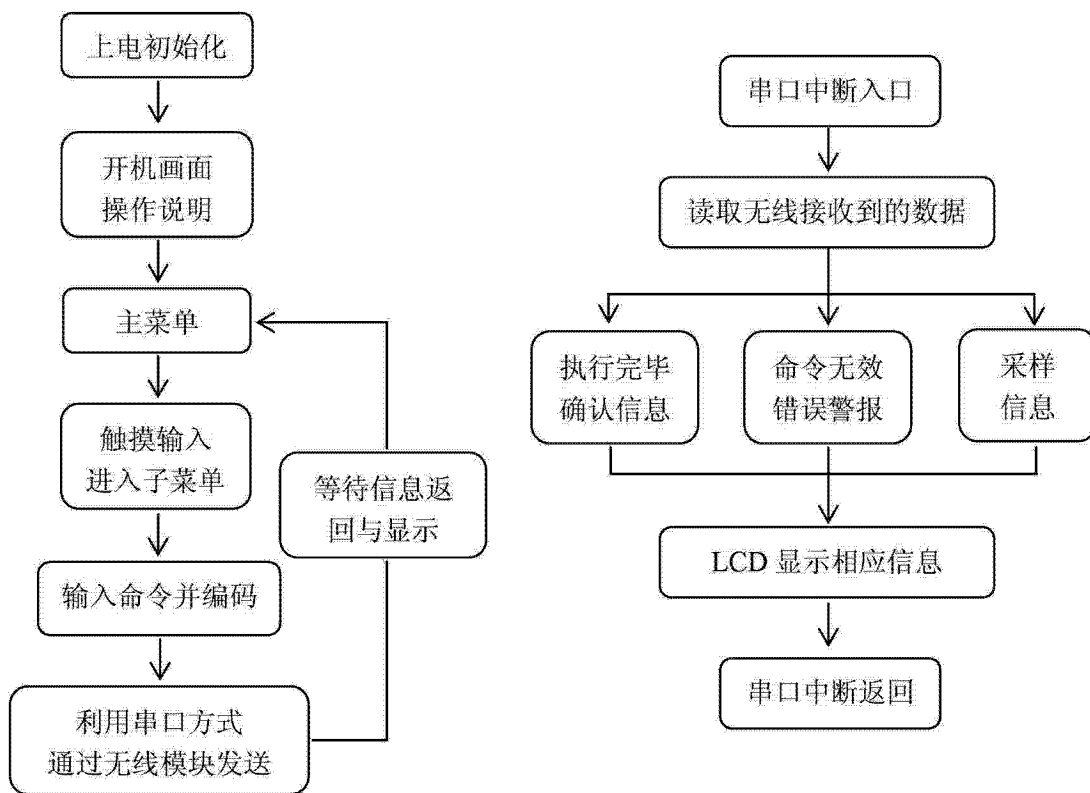 上电初始化
开机画面
操作说明
主菜单
触摸输入
进入子菜单
输入命令并编码
利用串口方式
通过无线模块发送
等待信息返
回与显示
串口中断入口
读取无线接收到的数据
执行完毕
确认信息
命令无效
错误警报
采样
信息
LCD 显示相应信息
串口中断返回